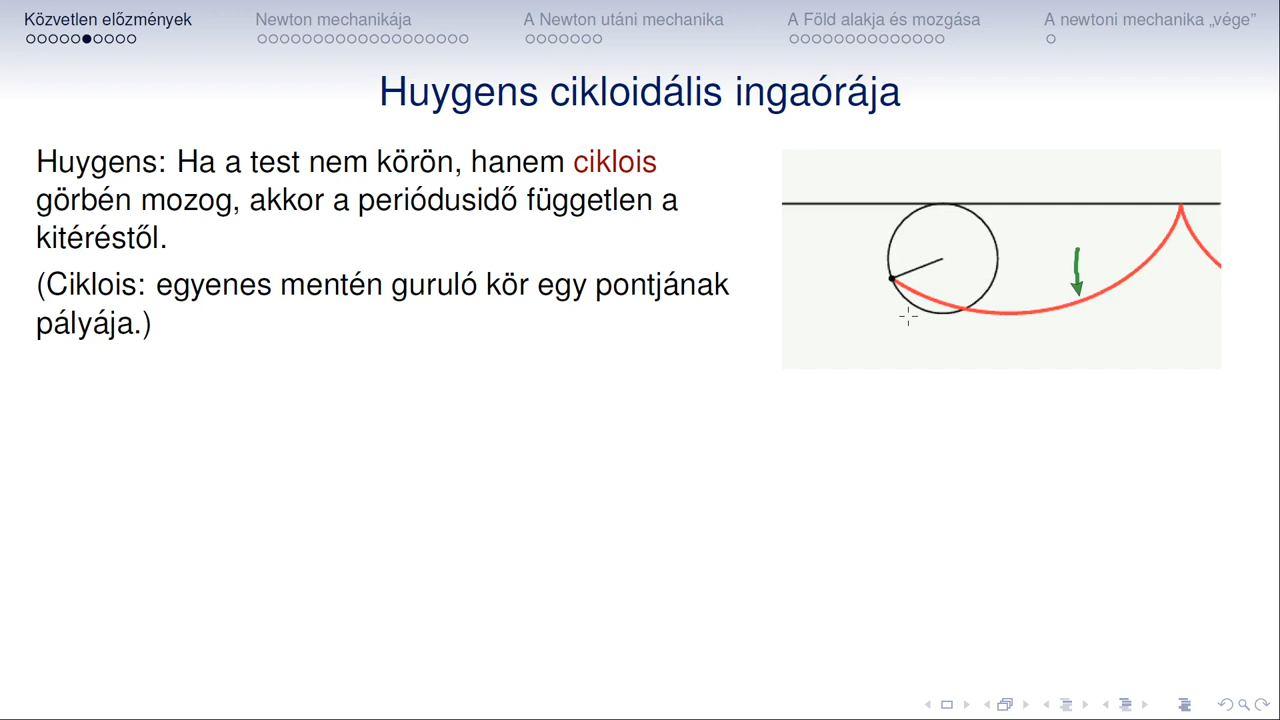 Közvetlen előzmények
Newton mechanikája
A Newton utáni mechanika
A Föld alakja és mozgása
A newtoni mechanika „vége”
Huygens cikloidális ingaórája
Huygens: Ha a test nem körön, hanem ciklois
görbén mozog, akkor a periódusidő független a
kitéréstől.
(Ciklois: egyenes mentén guruló kör egy pontjának
pályája.)